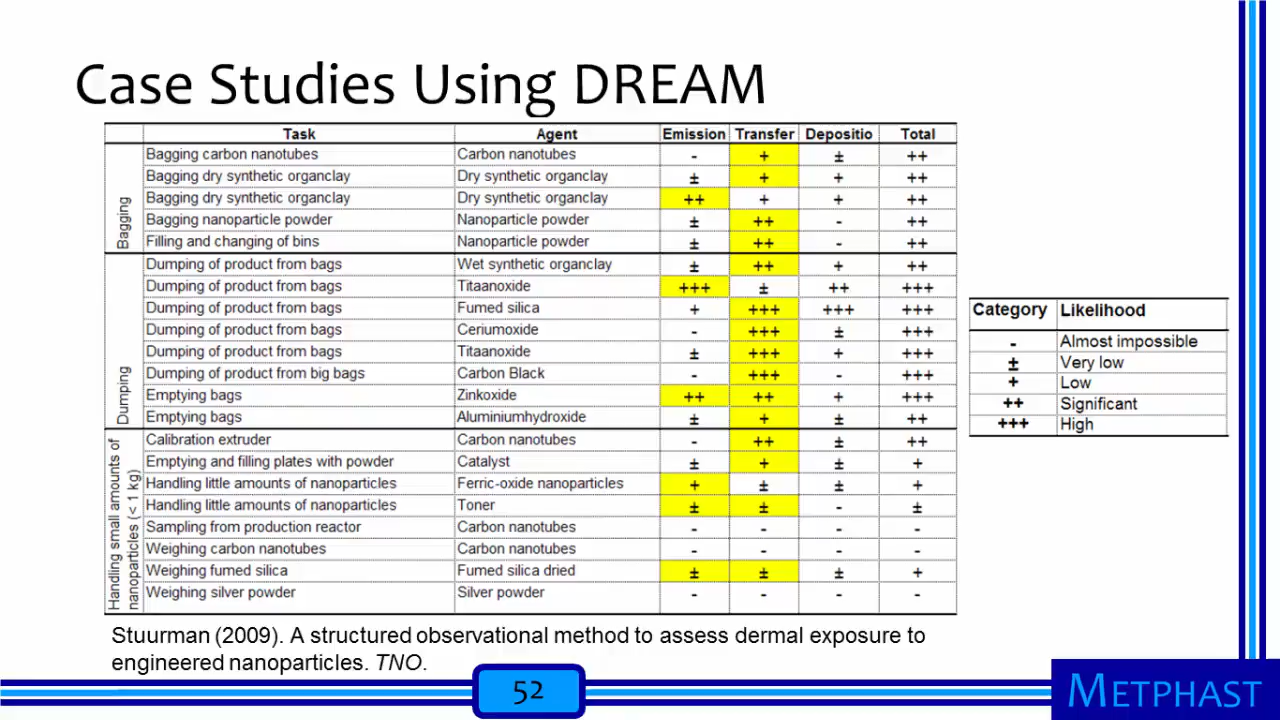 Case Studies Using DREAM
Task Agent Emission Transfer Depositio Total
Bagging
Bagging carbon nanotubes Carbon nanotubes - + ± ++
Bagging dry synthetic organclay Dry synthetic organclay ± + + ++
Bagging dry synthetic organclay Dry synthetic organclay ++ + + ++
Bagging nanoparticle powder Nanoparticle powder ± ++ - ++
Filling and changing of bins Nanoparticle powder ± ++ - ++
Dumping
Dumping of product from bags Wet synthetic organclay ± ++ + ++
Dumping of product from bags Titaanoxide +++ ± ++ +++
Dumping of product from bags Fumed silica + +++ +++ +++
Dumping of product from bags Ceriumoxide - +++ ± +++
Dumping of product from bags Titaanoxide ± +++ + +++
Dumping of product from big bags Carbon Black - +++ - +++
Emptying bags Zinkoxide ++ ++ + +++
Emptying bags Aluminiumhydroxide ± + ± ++
Handling small amounts of
nanoparticles (< 1 kg)
Calibration extruder Carbon nanotubes - ++ ± ++
Emptying and filling plates with powder Catalyst ± + ± +
Handling little amounts of nanoparticles Ferric-oxide nanoparticles + ± ± +
Handling little amounts of nanoparticles Toner ± ± - ±
Sampling from production reactor Carbon nanotubes - - - -
Weighing carbon nanotubes Carbon nanotubes - - - -
Weighing fumed silica Fumed silica dried ± ± ± +
Weighing silver powder Silver powder - - - -
Category Likelihood
- Almost impossible
± Very low
+ Low
++ Significant
+++ High
Stuurman (2009). A structured observational method to assess dermal exposure to
engineered nanoparticles. TNO.
52
METPHAST